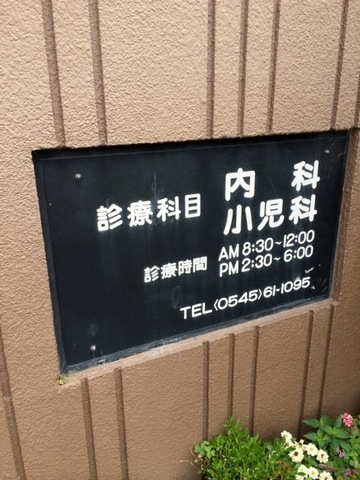 診療科目 内科
小児科
診療時間 AM 8:30~12:00
PM 2:30~6:00
TEL〈0545〉61-1095